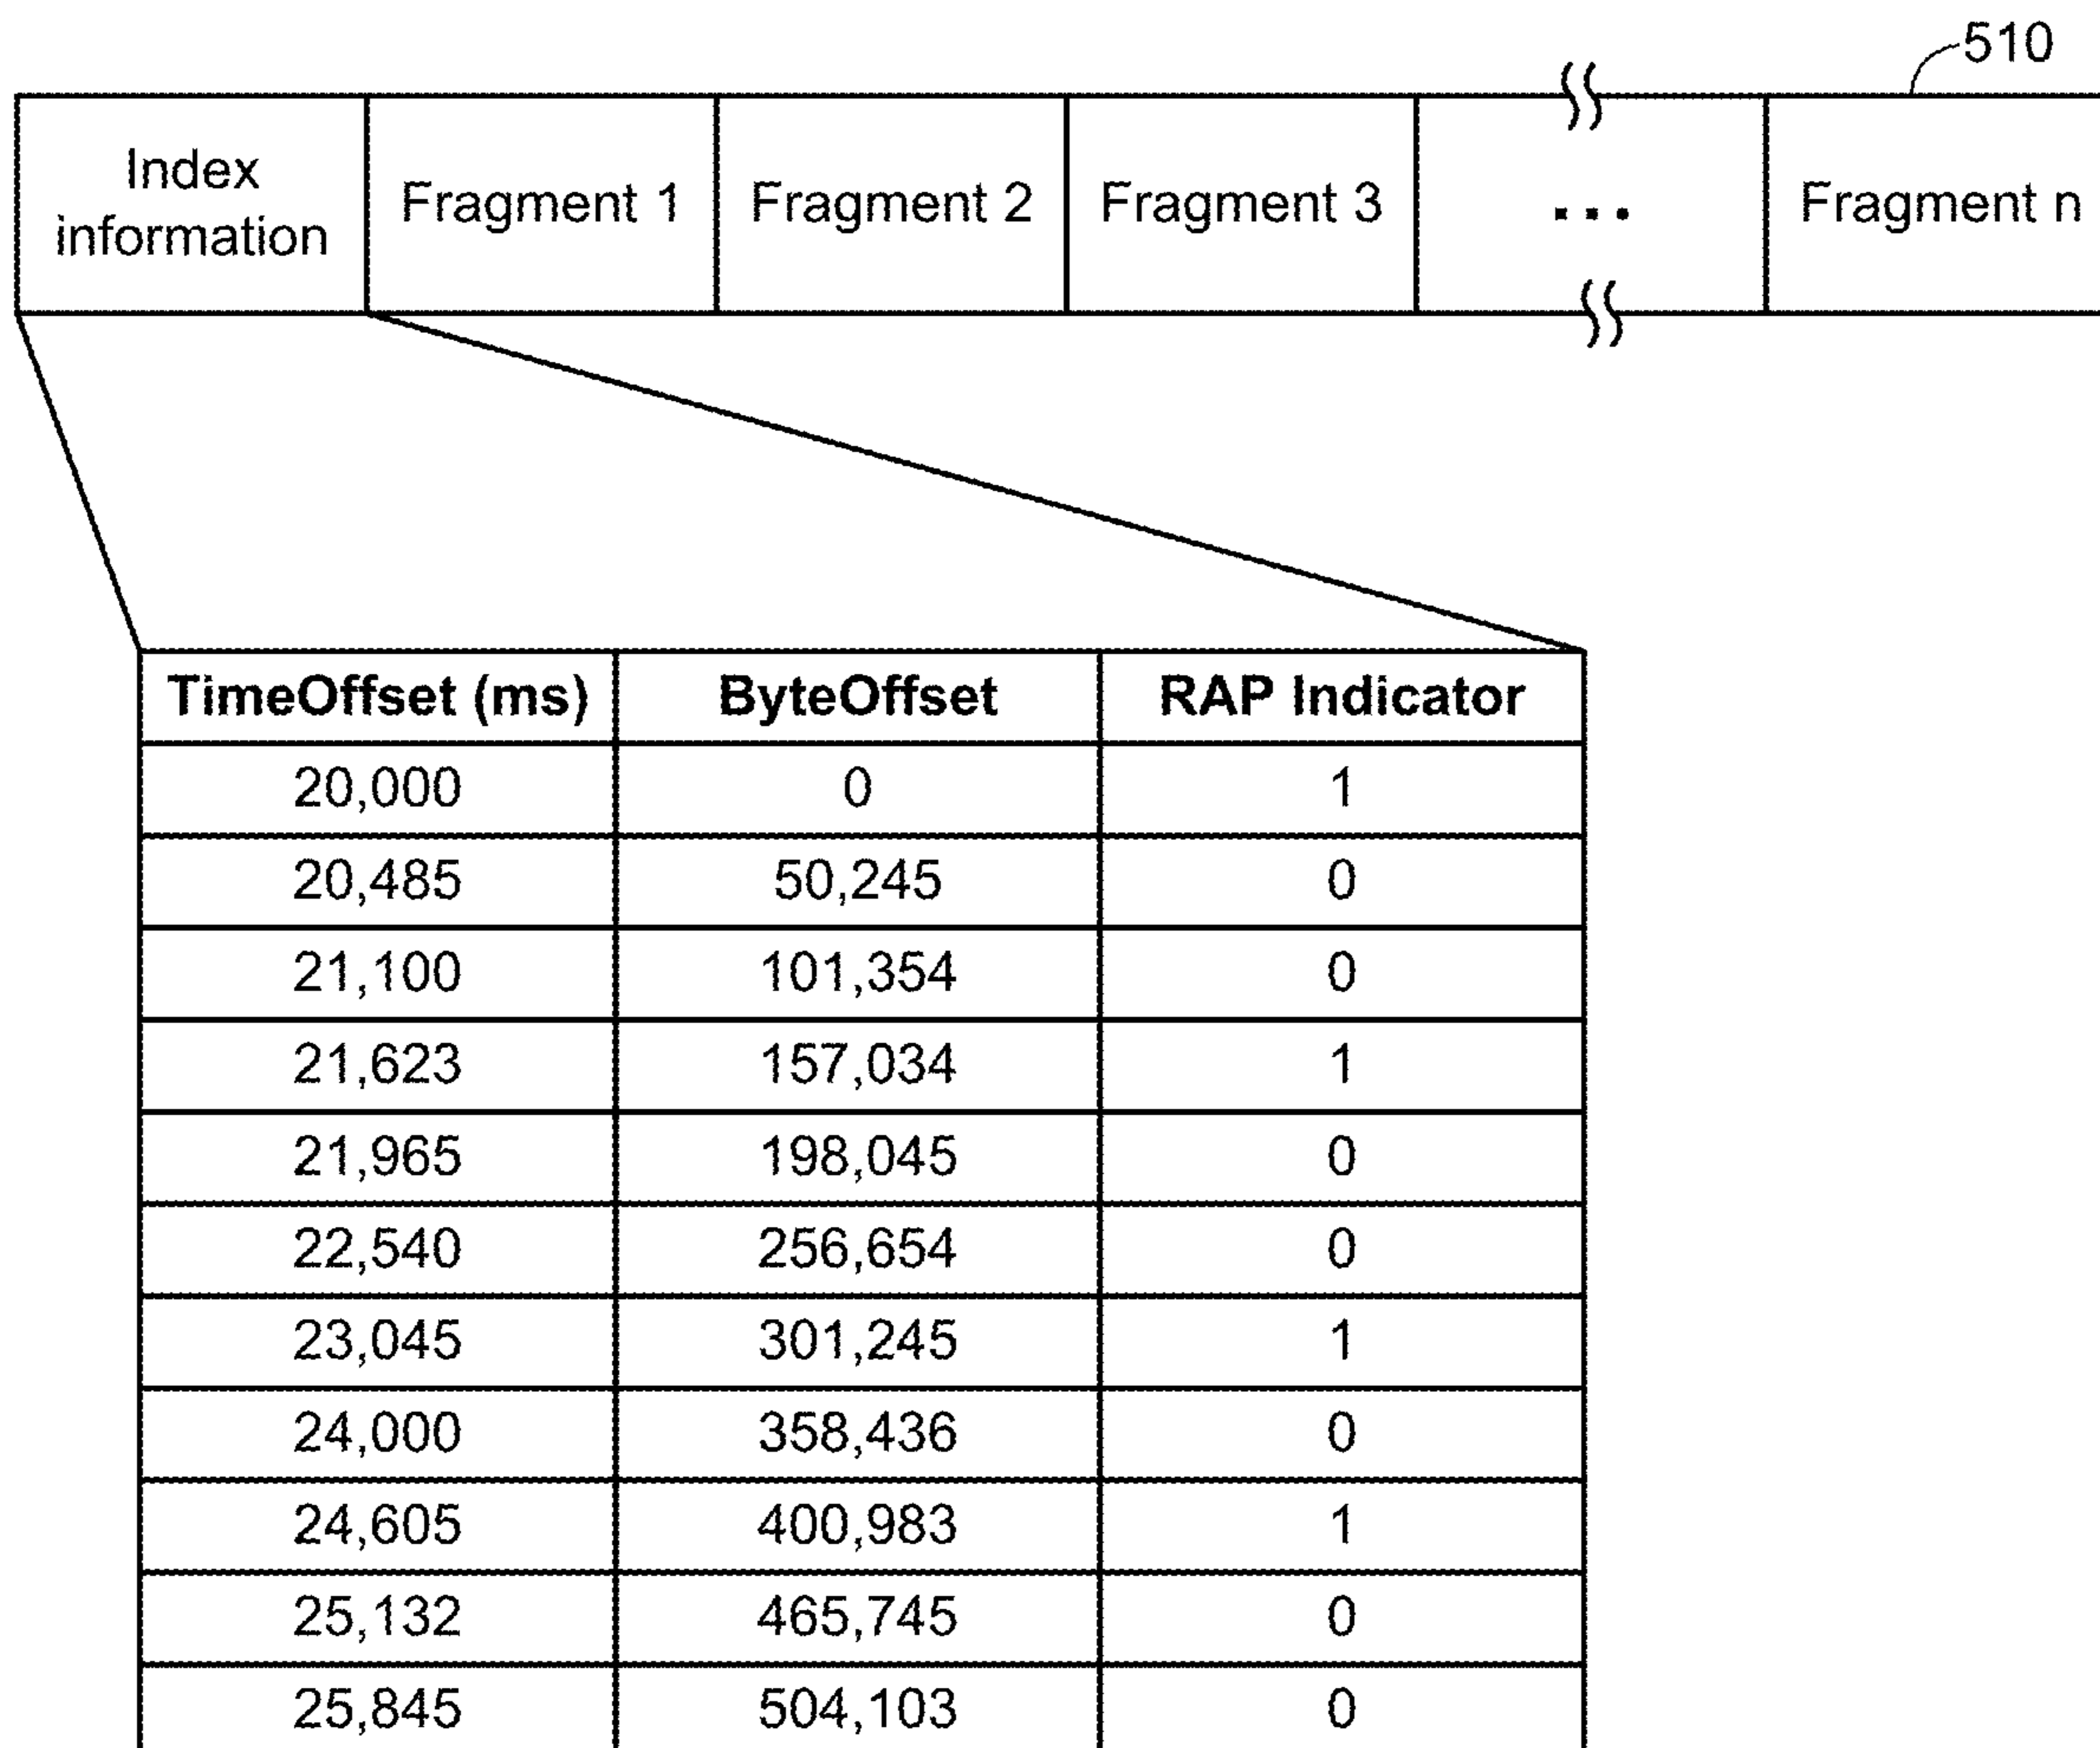 510
Index
information
Fragment 1
Fragment 2
Fragment 3
...
Fragment n
TimeOffset (ms) ByteOffset RAP Indicator
20,000 0 1
20,485 50,245 0
21,100 101,354 0
21,623 157,034 1
21,965 198,045 0
22,540 256,654 0
23,045 301,245 1
24,000 358,436 0
24,605 400,983 1
25,132 465,745 0
25,845 504,103 0